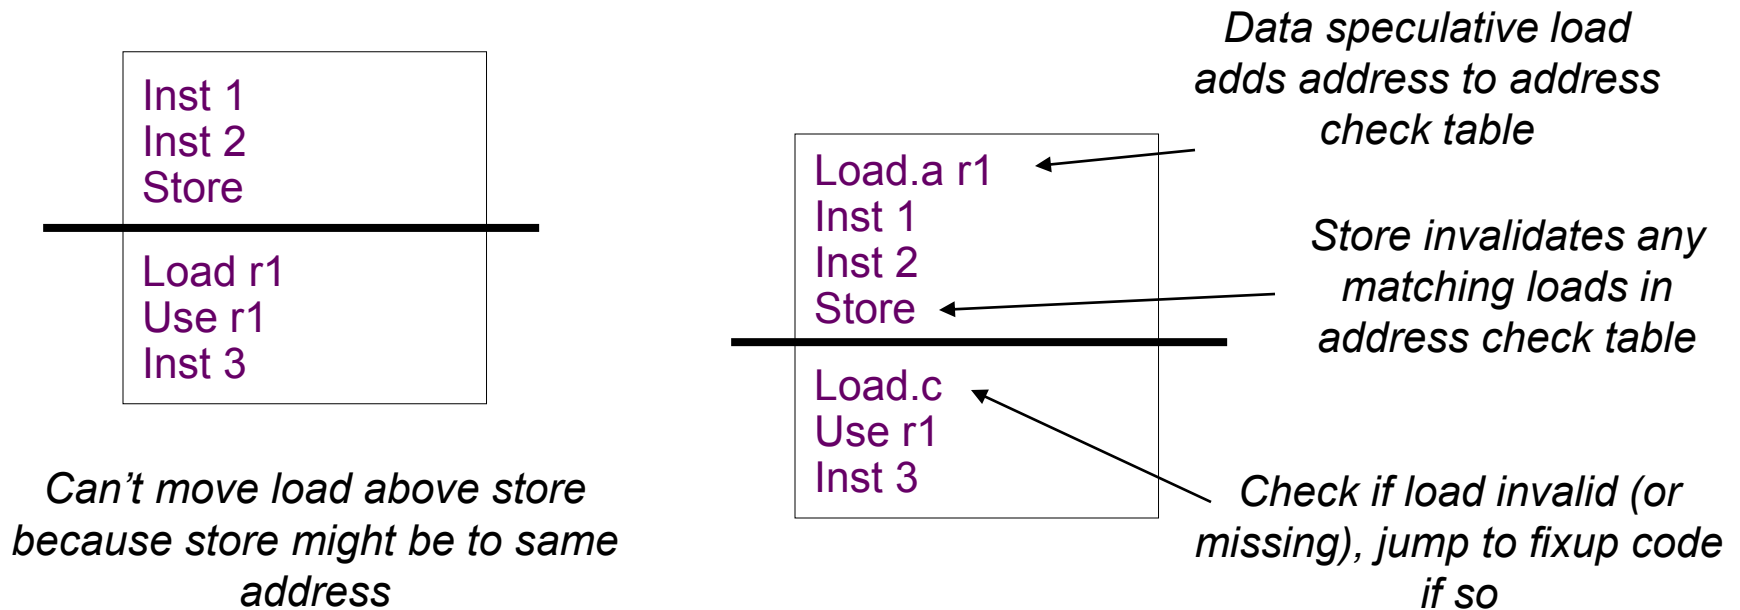 Inst 1
Inst 2
Store
Load r1
Use r1
Inst 3
Can’t move load above store
because store might be to same
address
Load.a r1
Inst 1
Inst 2
Store
Load.c
Use r1
Inst 3
Data speculative load
adds address to address
check table
Store invalidates any
matching loads in
address check table
Check if load invalid (or
missing), jump to fixup code
if so